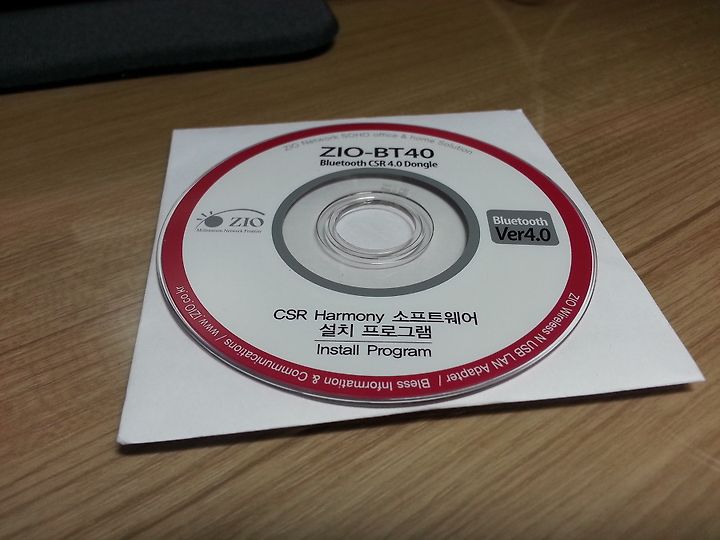 ZIO Network SOHO office & home Solution
ZIO-BT40
Bluetooth CSR 4.0 Dongle
ZIO
Millennium Network Frontier
Bluetooth
Ver4.0
CSR Harmony 소프트웨어
설치 프로그램
Install Program
ZIO Wireless N USB LAN Adapter / Bless Information & Communications / www.IZIO.co.kr